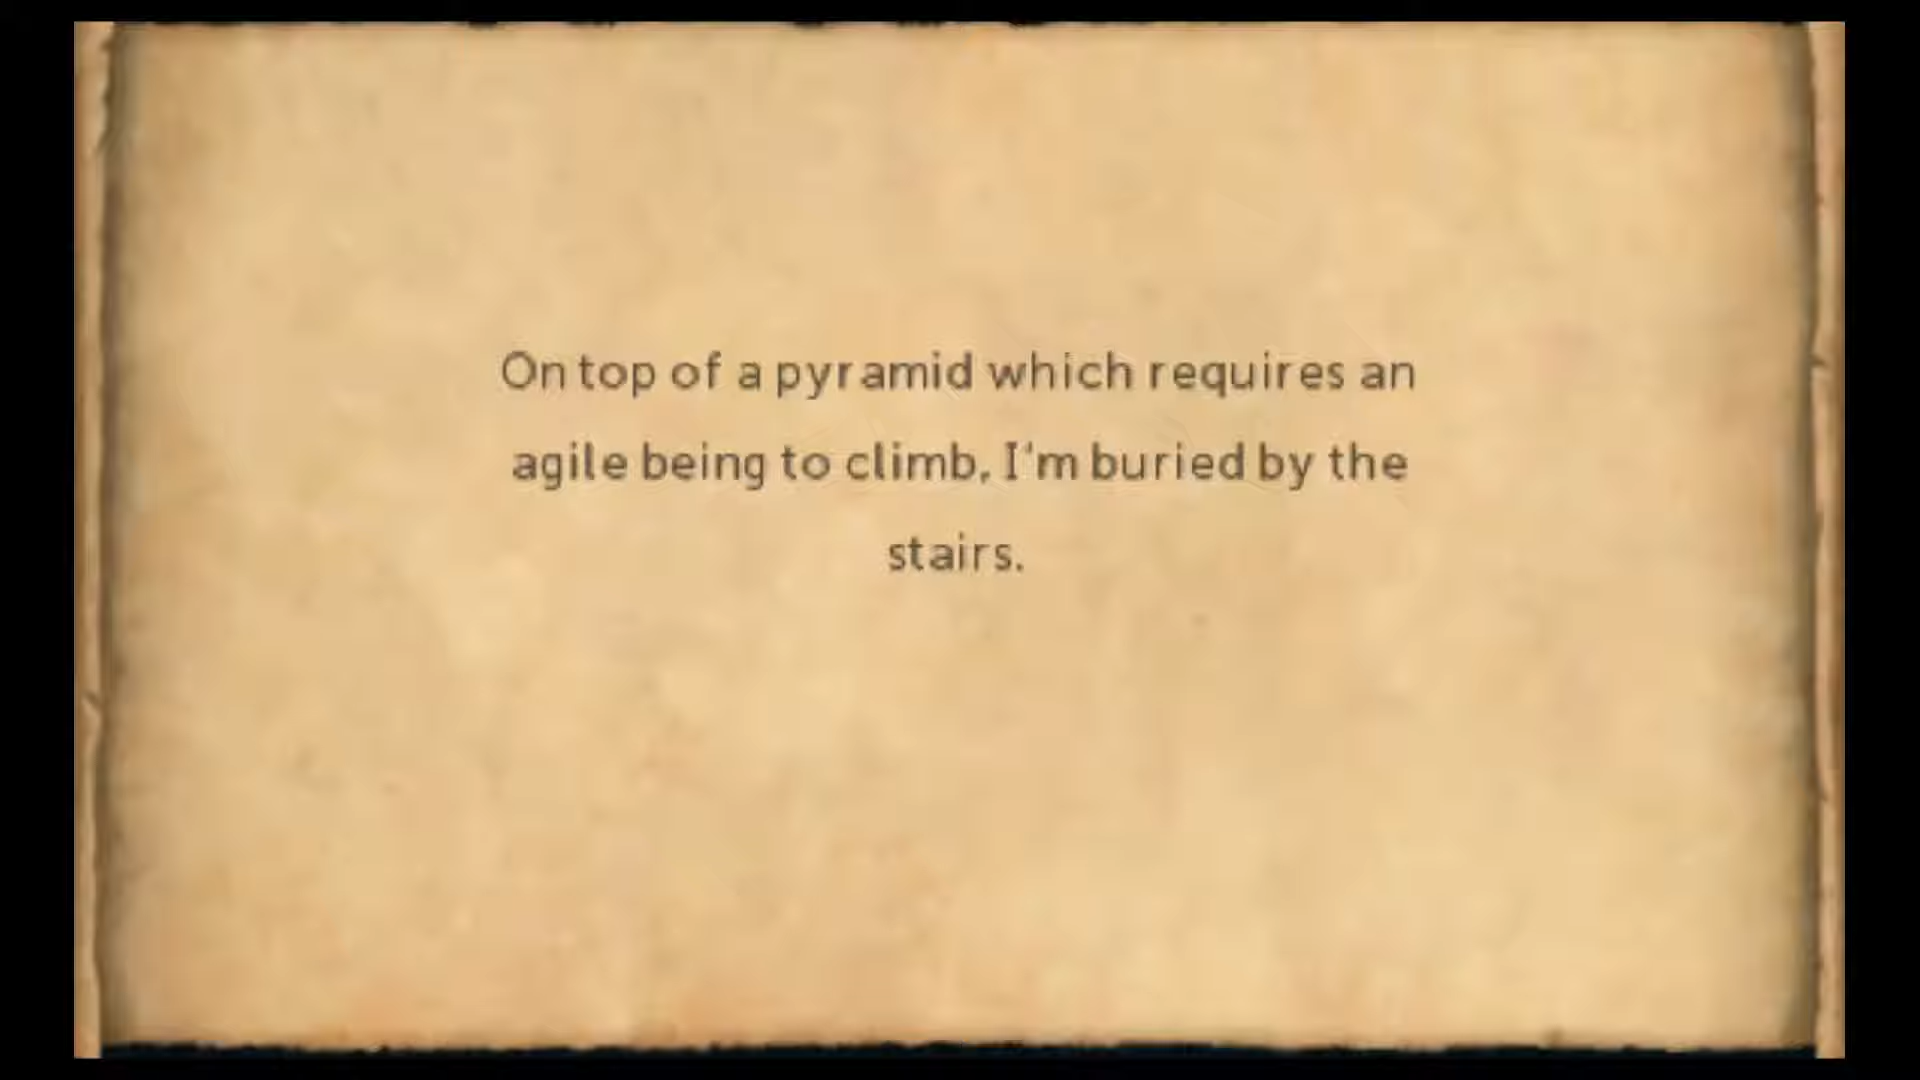 On top of a pyramid which requires an
agile being to climb, I'm buried by the
stairs.